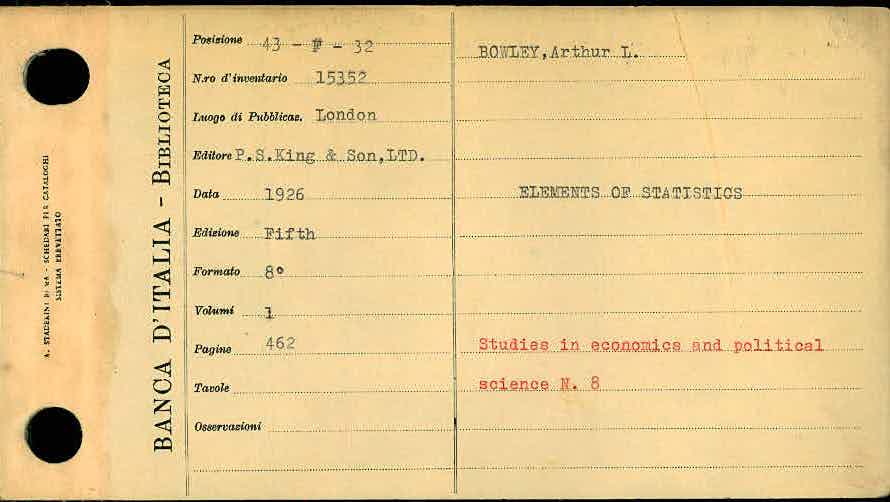 A. STADERINI ROMA - SCHEDARI PER CATALOGHI
SISTEMA BREVETTATO
BANCA D'ITALIA - BIBLIOTECA
Posizione 43 - F - 32
N.ro d'inventario 15352
Luogo di Pubblicaz. London
Editore P.S.King & Son,LTD.
Data 1926
Edizione Fifth
Formato 8°
Volumi 1
Pagine 462
Tavole
Osservazioni
BOWLEY,Arthur L.
ELEMENTS OF STATISTICS
Studies in economics and political
science N. 8